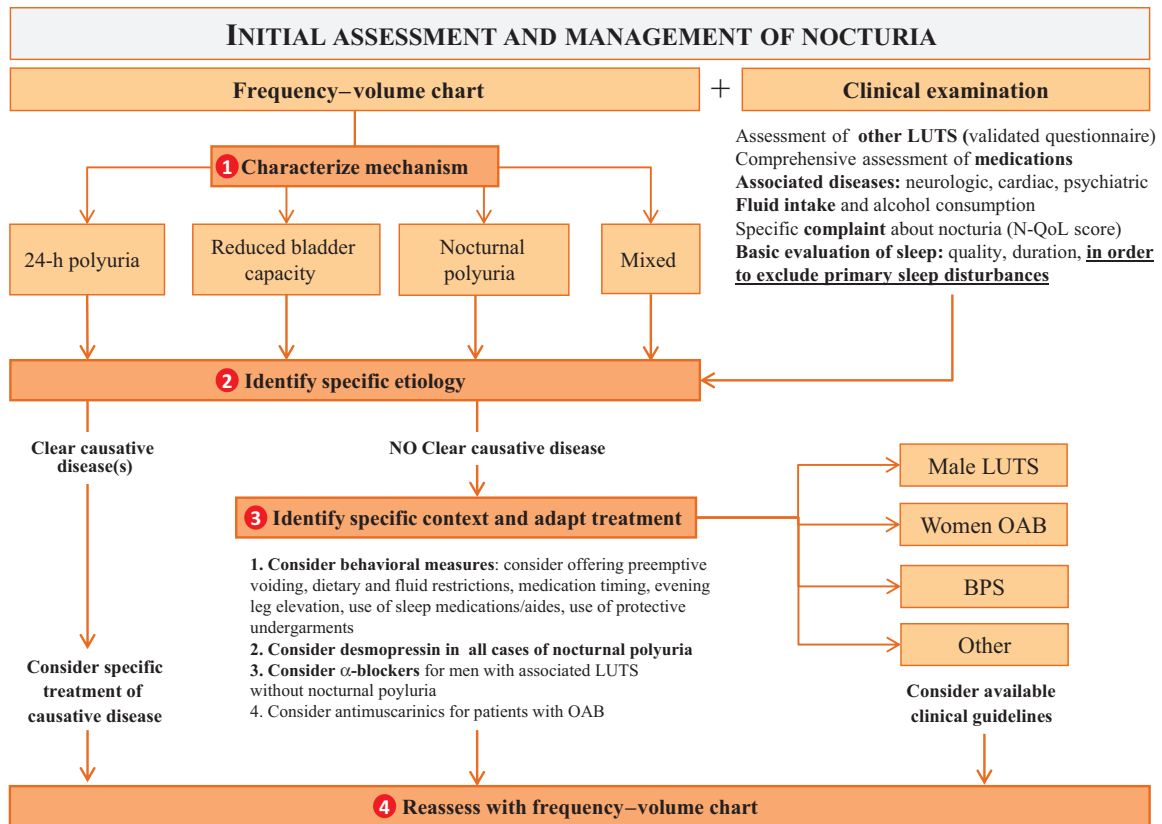 INITIAL ASSESSMENT AND MANAGEMENT OF NOCTURIA
Frequency–volume chart
+
Clinical examination
Assessment of other LUTS (validated questionnaire)
Comprehensive assessment of medications
Associated diseases: neurologic, cardiac, psychiatric
Fluid intake and alcohol consumption
Specific complaint about nocturia (N-QoL score)
Basic evaluation of sleep: quality, duration, in order
to exclude primary sleep disturbances
1 Characterize mechanism
24-h polyuria
Reduced bladder
capacity
Nocturnal
polyuria
Mixed
2 Identify specific etiology
Clear causative
disease(s)
NO Clear causative disease
3 Identify specific context and adapt treatment
1. Consider behavioral measures: consider offering preemptive
voiding, dietary and fluid restrictions, medication timing, evening
leg elevation, use of sleep medications/aides, use of protective
undergarments
2. Consider desmopressin in all cases of nocturnal polyuria
3. Consider α-blockers for men with associated LUTS
without nocturnal poyluria
4. Consider antimuscarinics for patients with OAB
Male LUTS
Women OAB
BPS
Other
Consider specific
treatment of
causative disease
Consider available
clinical guidelines
4 Reassess with frequency–volume chart